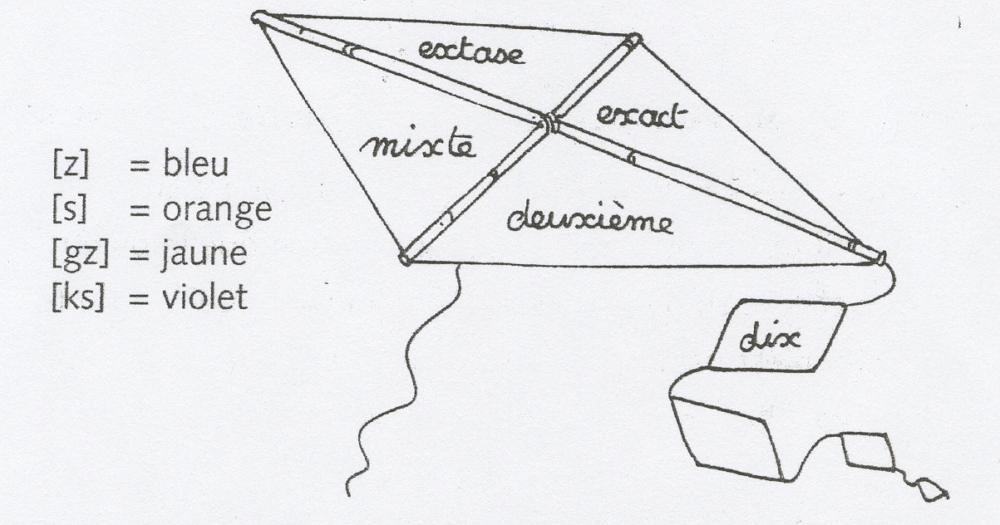 extase
exact
mixte
[z] = bleu
[s] = orange
[gz] = jaune
[ks] = violet
deuxième
dix